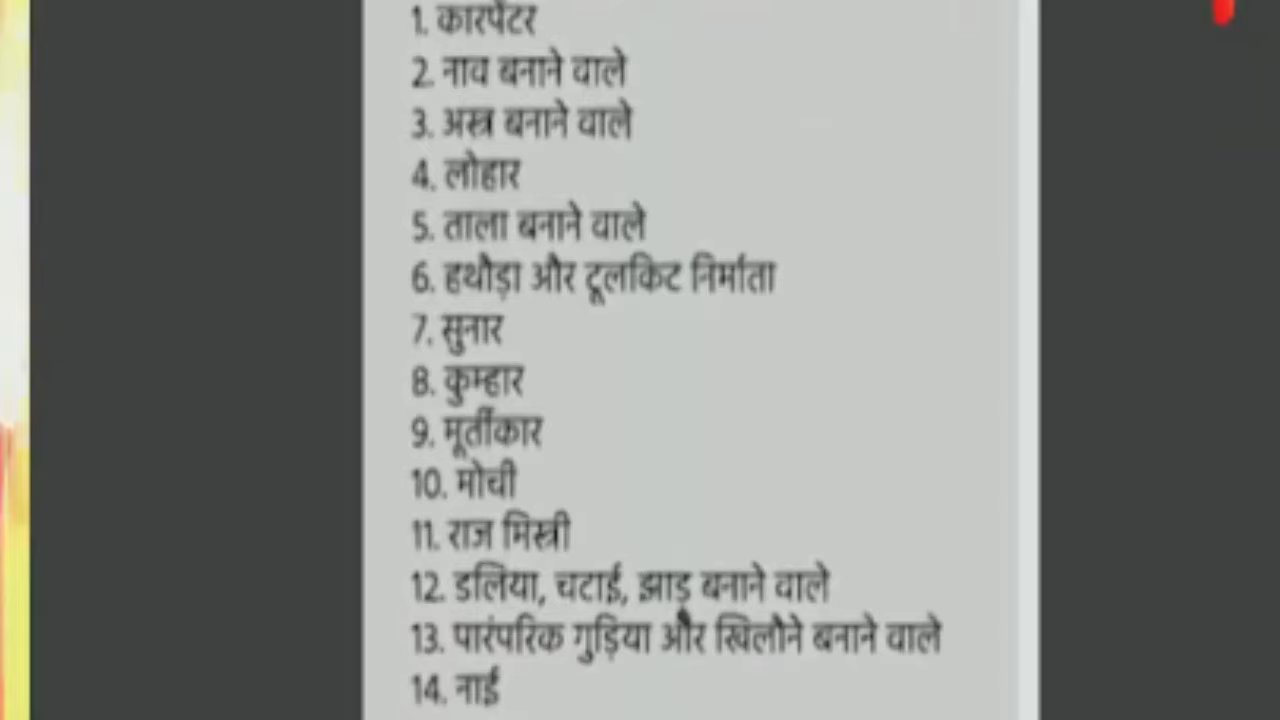 1. कारपेंटर
2. नाव बनाने वाले
3. अस्त्र बनाने वाले
4. लोहार
5. ताला बनाने वाले
6. हथौड़ा और टूलकिट निर्माता
7. सुनार
8. कुम्हार
9. मूर्तीकार
10. मोची
11. राज मिस्त्री
12. डलिया, चटाई, झाड़ू बनाने वाले
13. पारंपरिक गुड़िया और खिलौने बनाने वाले
14. नाई